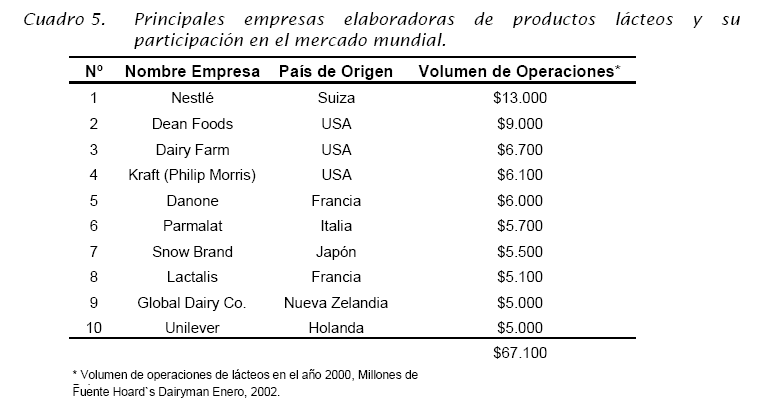 Cuadro 5. Principales empresas elaboradoras de productos lácteos y su
participación en el mercado mundial.
Nº Nombre Empresa País de Origen Volumen de Operaciones*
1 Nestlé Suiza $13.000
2 Dean Foods USA $9.000
3 Dairy Farm USA $6.700
4 Kraft (Philip Morris) USA $6.100
5 Danone Francia $6.000
6 Parmalat Italia $5.700
7 Snow Brand Japón $5.500
8 Lactalis Francia $5.100
9 Global Dairy Co. Nueva Zelandia $5.000
10 Unilever Holanda $5.000
$67.100
* Volumen de operaciones de lácteos en el año 2000, Millones de
Fuente Hoard`s Dairyman Enero, 2002.